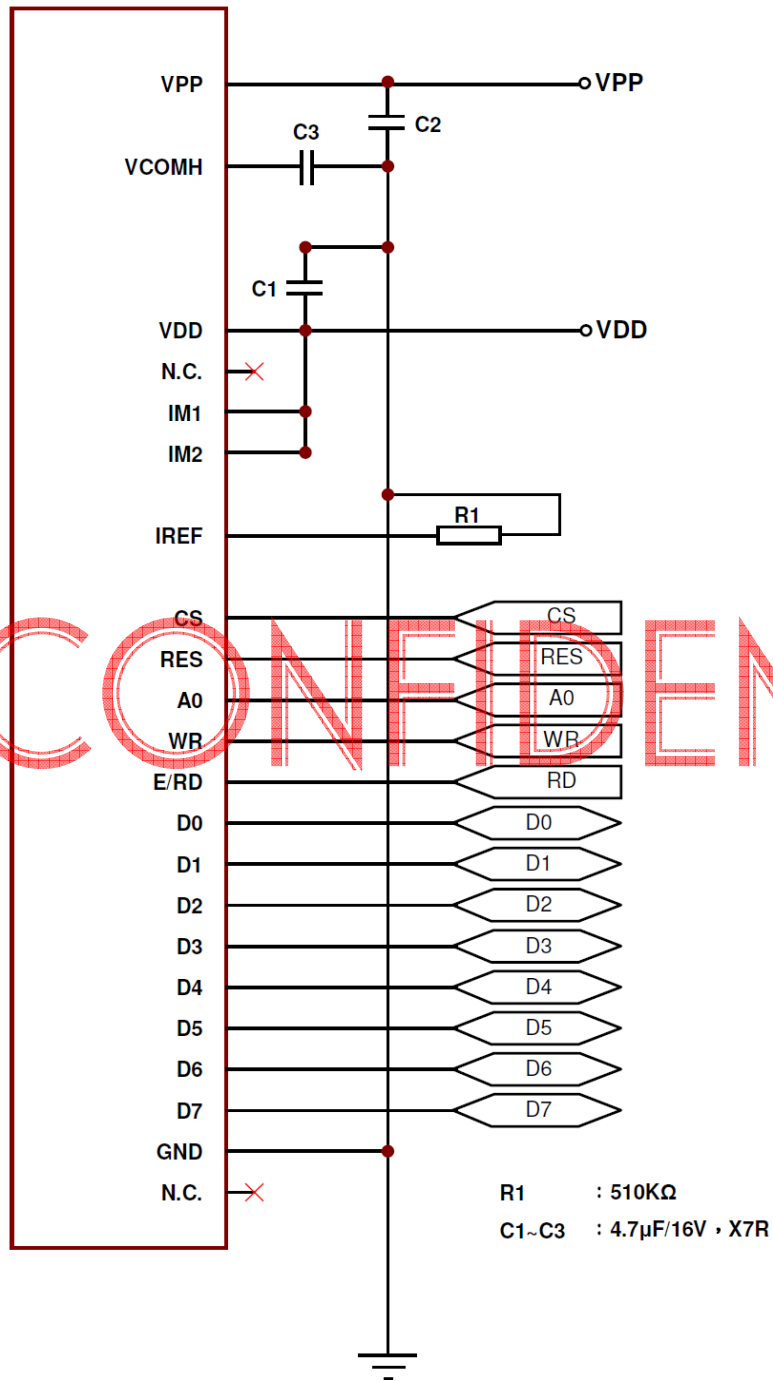 VPP
VPP
C2
C3
VCOMH
C1
VDD
VDD
N.C.
IM1
IM2
R1
IREF
CS
CS
RES
RES
A0
A0
WR
WR
E/RD
RD
D0
D0
D1
D1
D2
D2
D3
D3
D4
D4
D5
D5
D6
D6
D7
D7
GND
N.C.
R1 : 510KΩ
C1~C3 : 4.7μF/16V，X7R
CONFIDEN